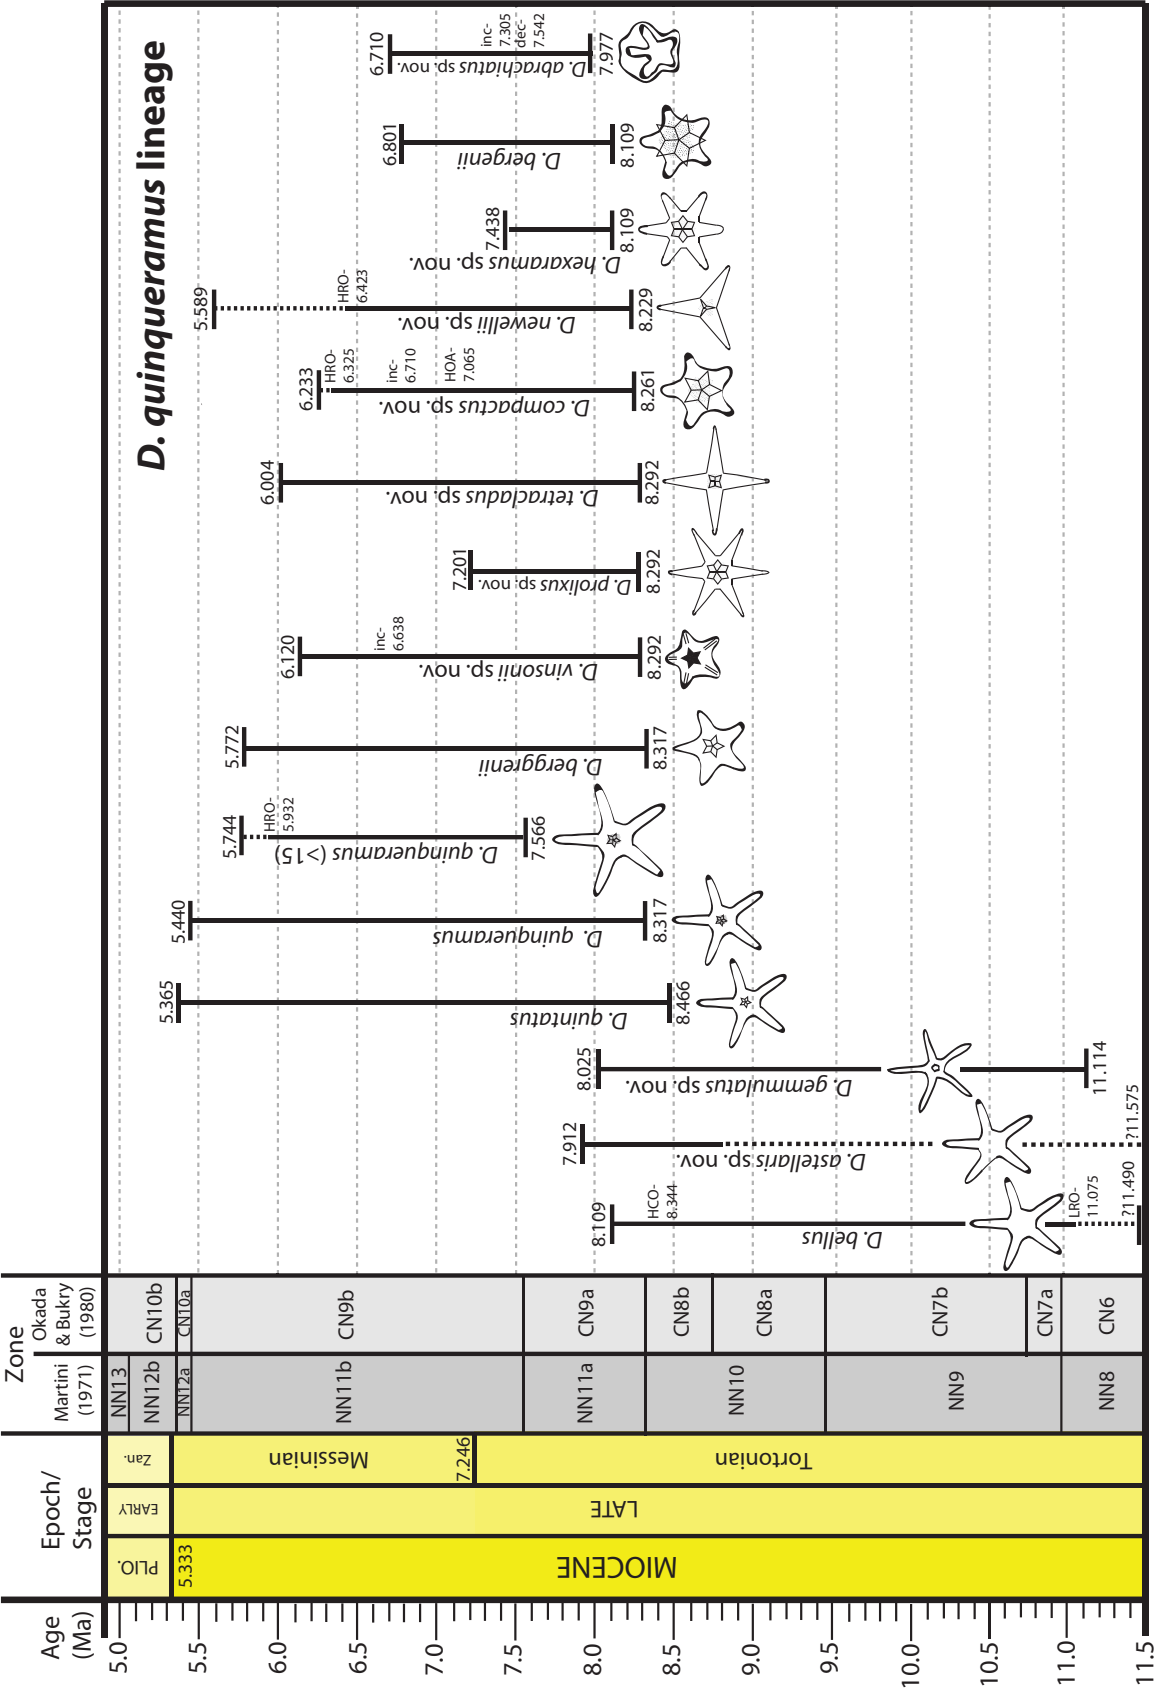 D. quinqueramus lineage
Age
(Ma)
Epoch/
Stage
Zone
Martini
(1971)
Okada
& Bukry
(1980)
5.0
5.5
6.0
6.5
7.0
7.5
8.0
8.5
9.0
9.5
10.0
10.5
11.0
11.5
PLIO.
5.333
MIOCENE
EARLY
LATE
Zan.
Messinian
7.246
Tortonian
NN13
NN12b
NN12a
NN11b
NN11a
NN10
NN9
NN8
CN10b
CN10a
CN9b
CN9a
CN8b
CN8a
CN7b
CN7a
CN6
8.109
HCO-
8.344
D. bellus
LRO-
11.075
?11.490
7.912
D. astellaris sp. nov.
?11.575
8.025
D. gemmulatus sp. nov.
11.114
5.365
D. quintatus
8.466
5.440
D. quinqueramus
8.317
5.744
HRO-
5.932
D. quinqueramus (>15)
7.566
5.772
D. berggrenii
8.317
6.120
inc-
6.638
D. vinsonii sp. nov.
8.292
7.201
D. prolixus sp. nov.
8.292
6.004
D. tetracladus sp. nov.
8.292
6.233
HRO-
6.325
inc-
6.710
HOA-
7.065
D. compactus sp. nov.
8.261
5.589
HRO-
6.423
D. newellii sp. nov.
8.229
7.438
D. hexaramus sp. nov.
8.109
6.801
D. bergenii
8.109
6.710
inc-
7.305
dec-
7.542
D. abrachiatus sp. nov.
7.977